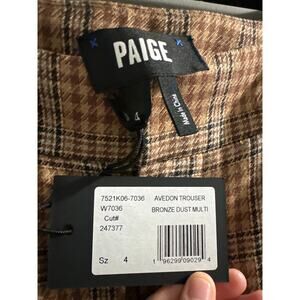 PAIGE
Made in China
4
7521K06-7036 AVEDON TROUSER
W7036 BRONZE DUST MULTI
Cut#
247377
Sz 4
1 96299 09029 4